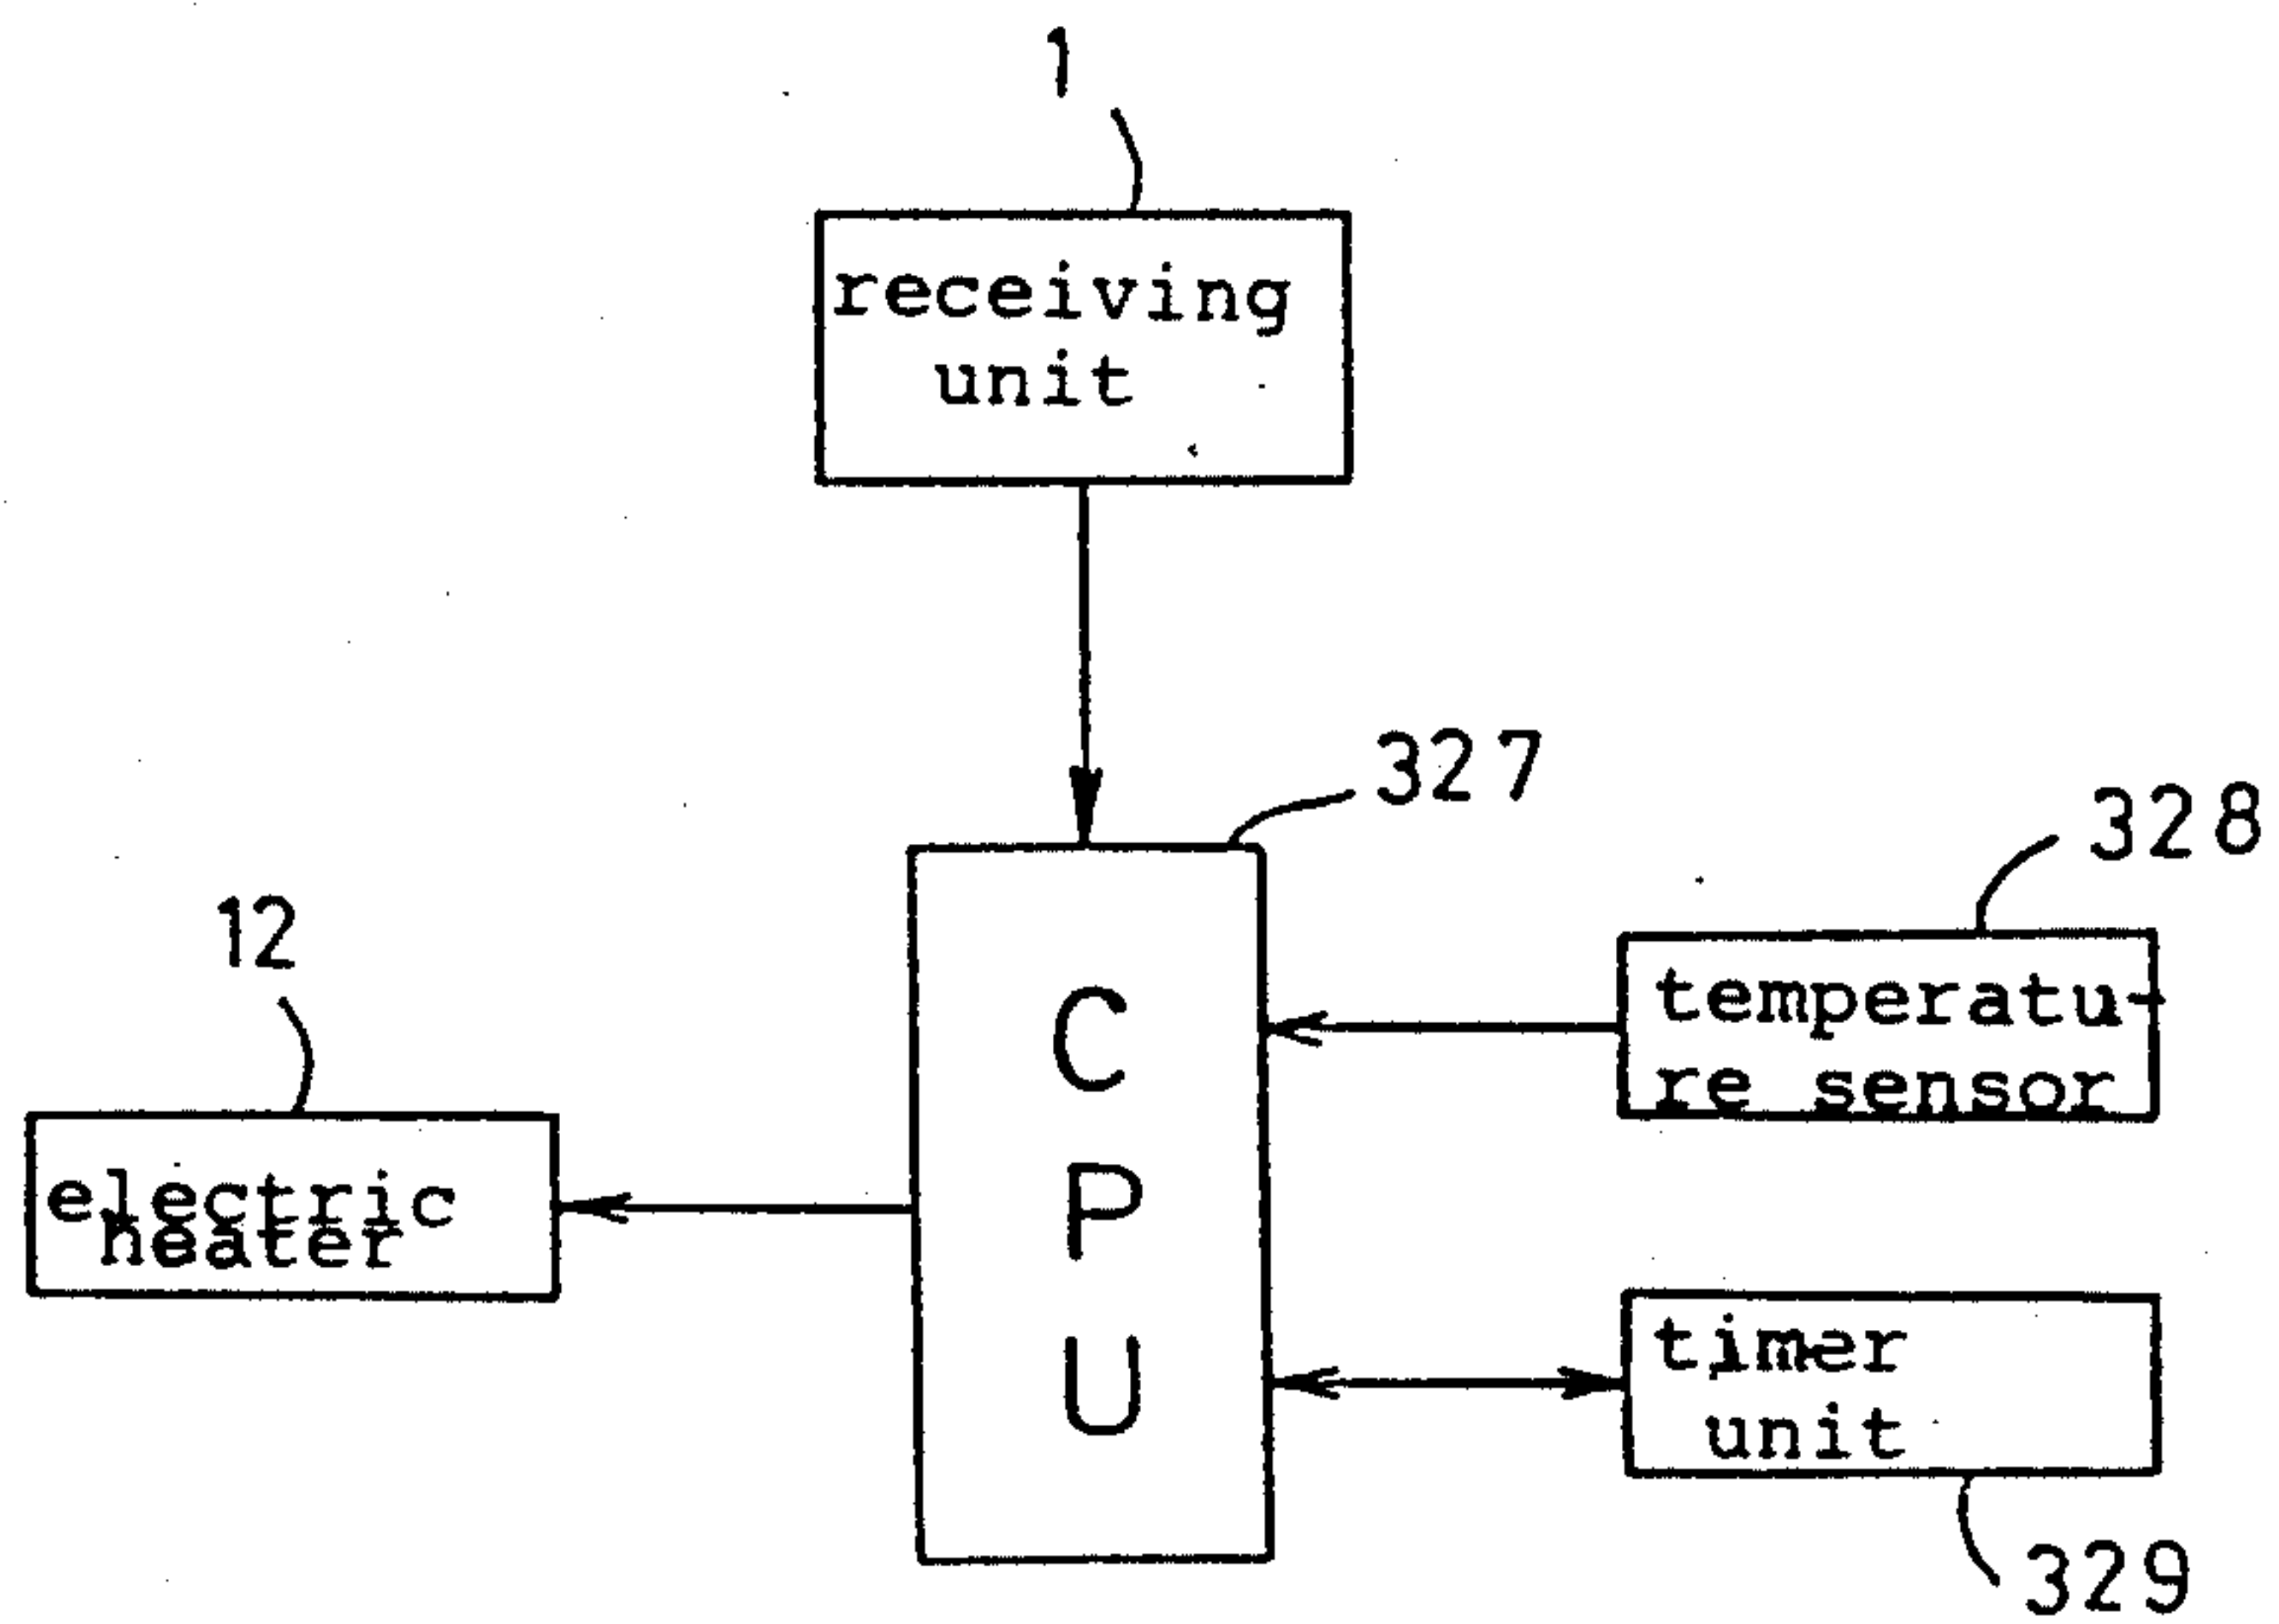 1
receiving
unit
327
328
12
C
P
U
temperatu-
re sensor
electric
heater
timer
unit
329